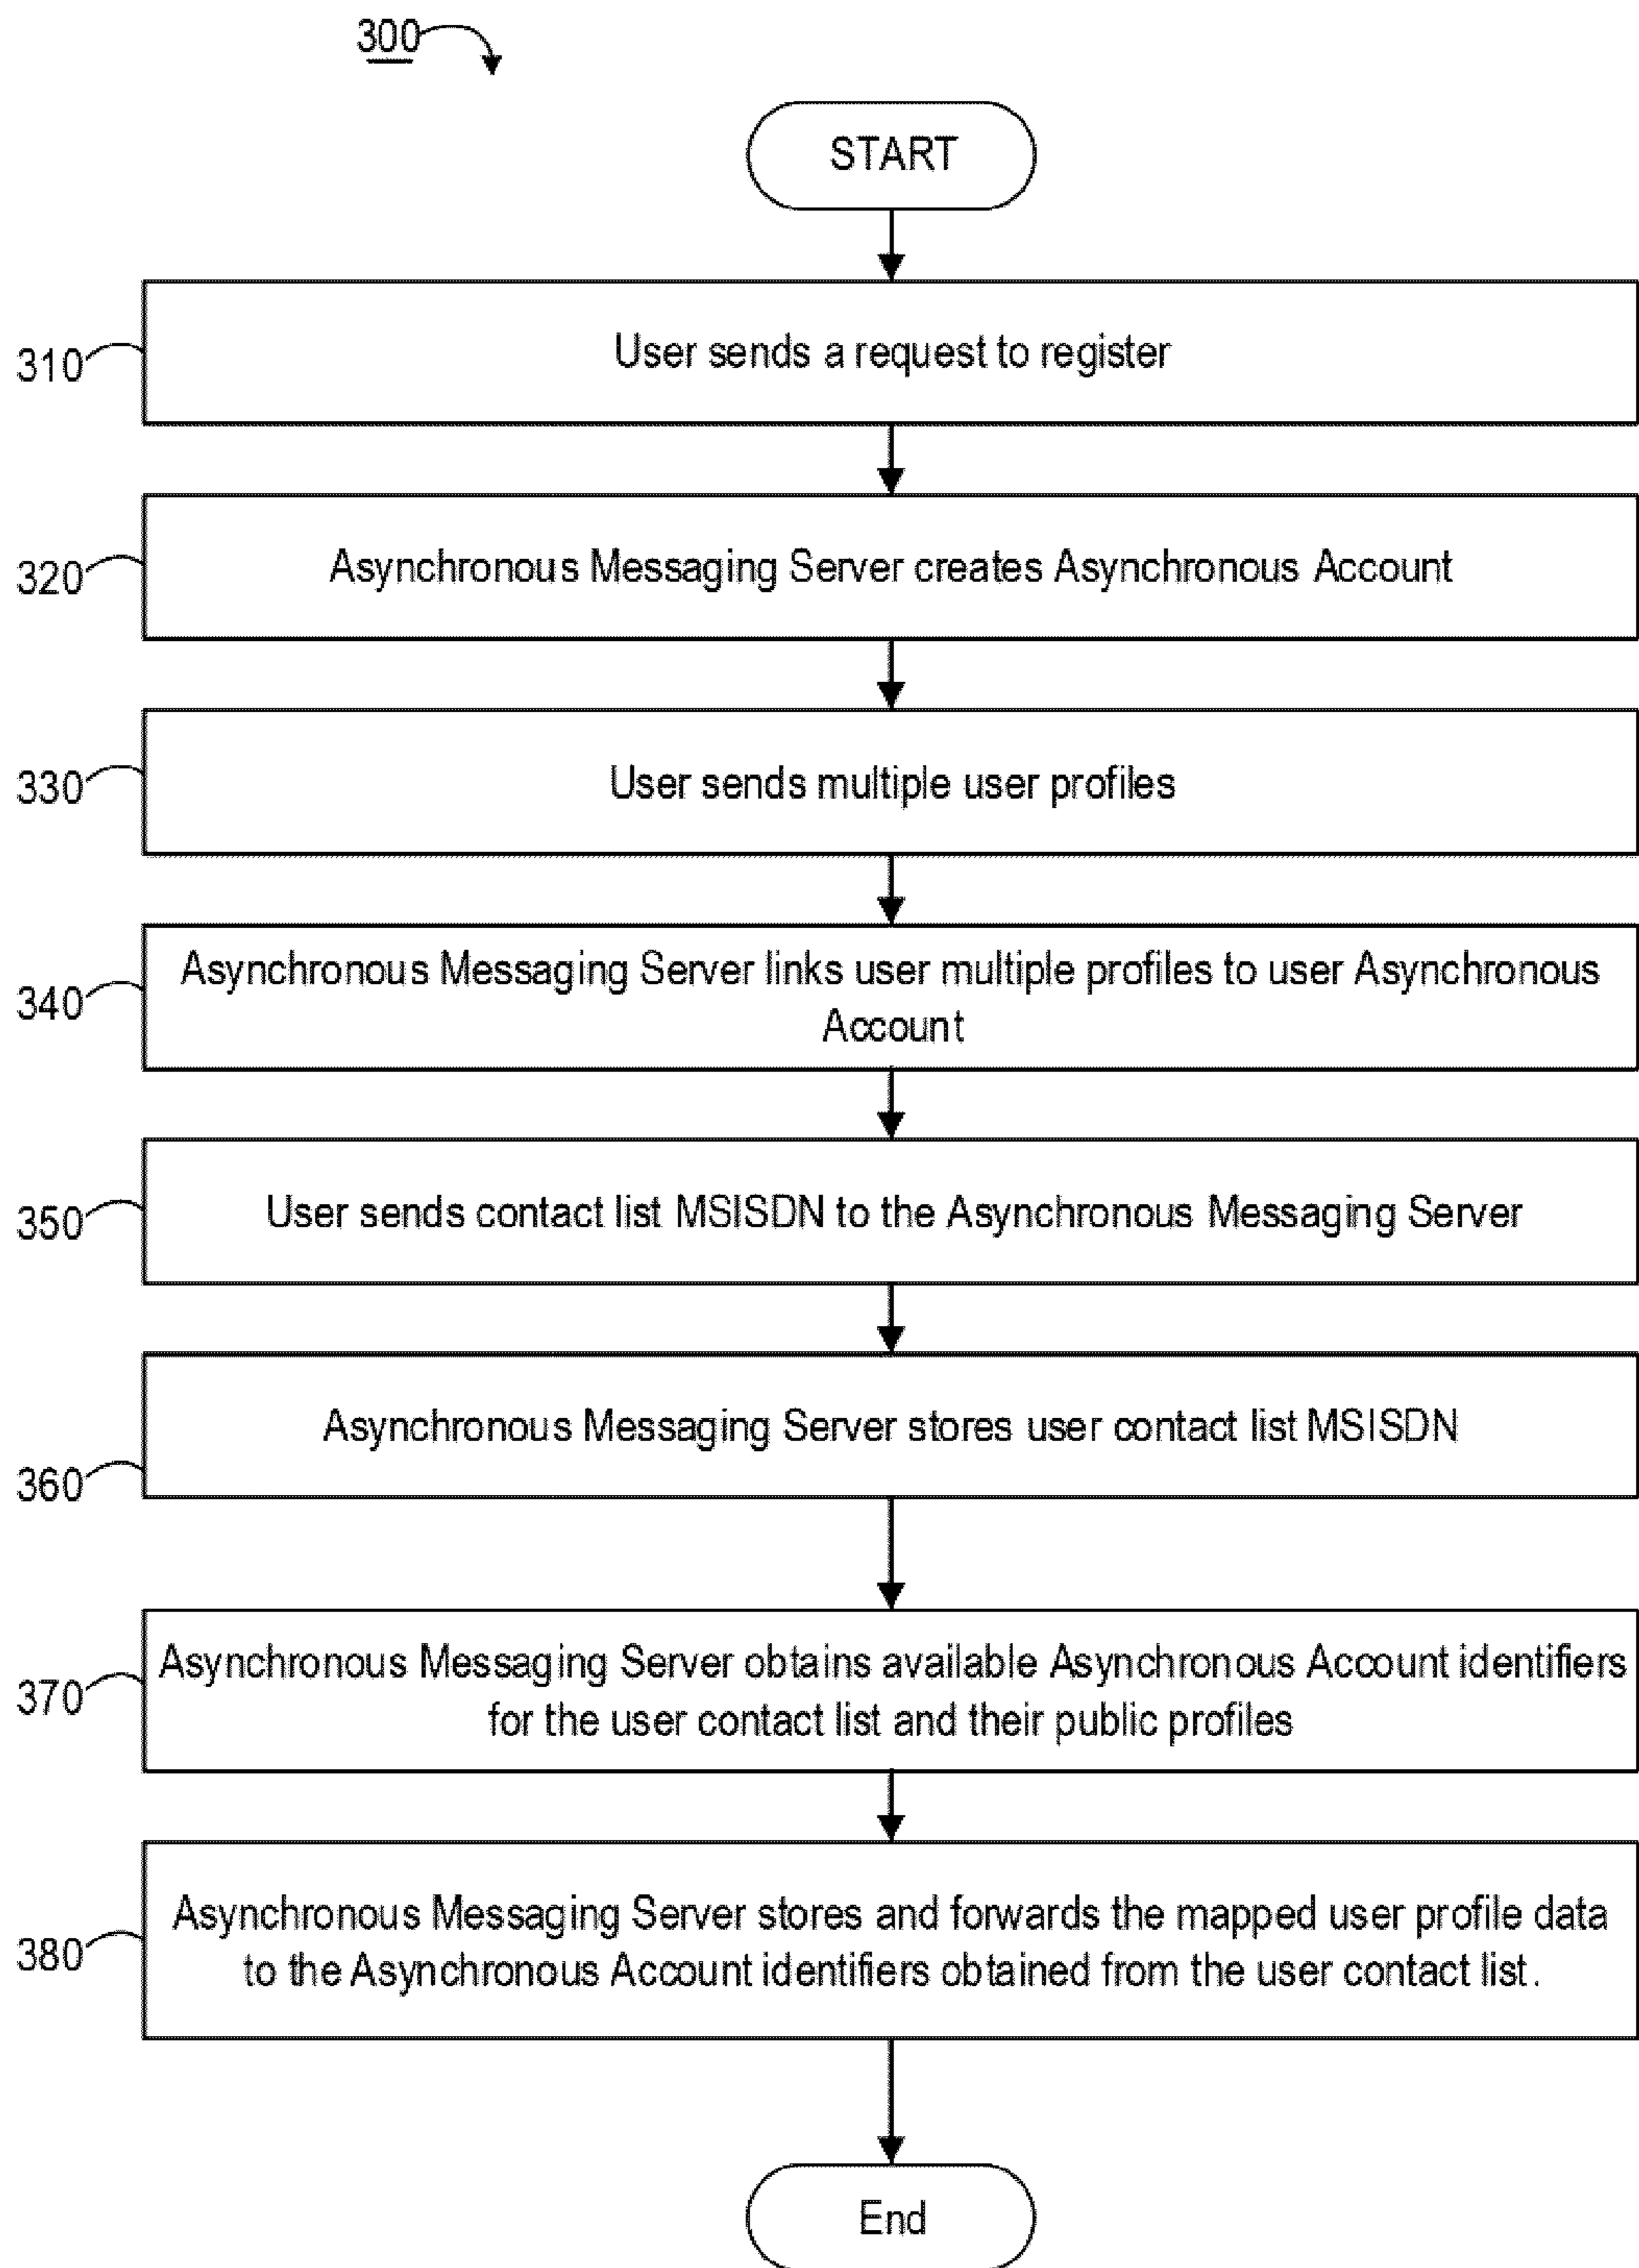 300
START
310
User sends a request to register
320
Asynchronous Messaging Server creates Asynchronous Account
330
User sends multiple user profiles
340
Asynchronous Messaging Server links user multiple profiles to user Asynchronous
Account
350
User sends contact list MSISDN to the Asynchronous Messaging Server
360
Asynchronous Messaging Server stores user contact list MSISDN
370
Asynchronous Messaging Server obtains available Asynchronous Account identifiers
for the user contact list and their public profiles
380
Asynchronous Messaging Server stores and forwards the mapped user profile data
to the Asynchronous Account identifiers obtained from the user contact list.
End